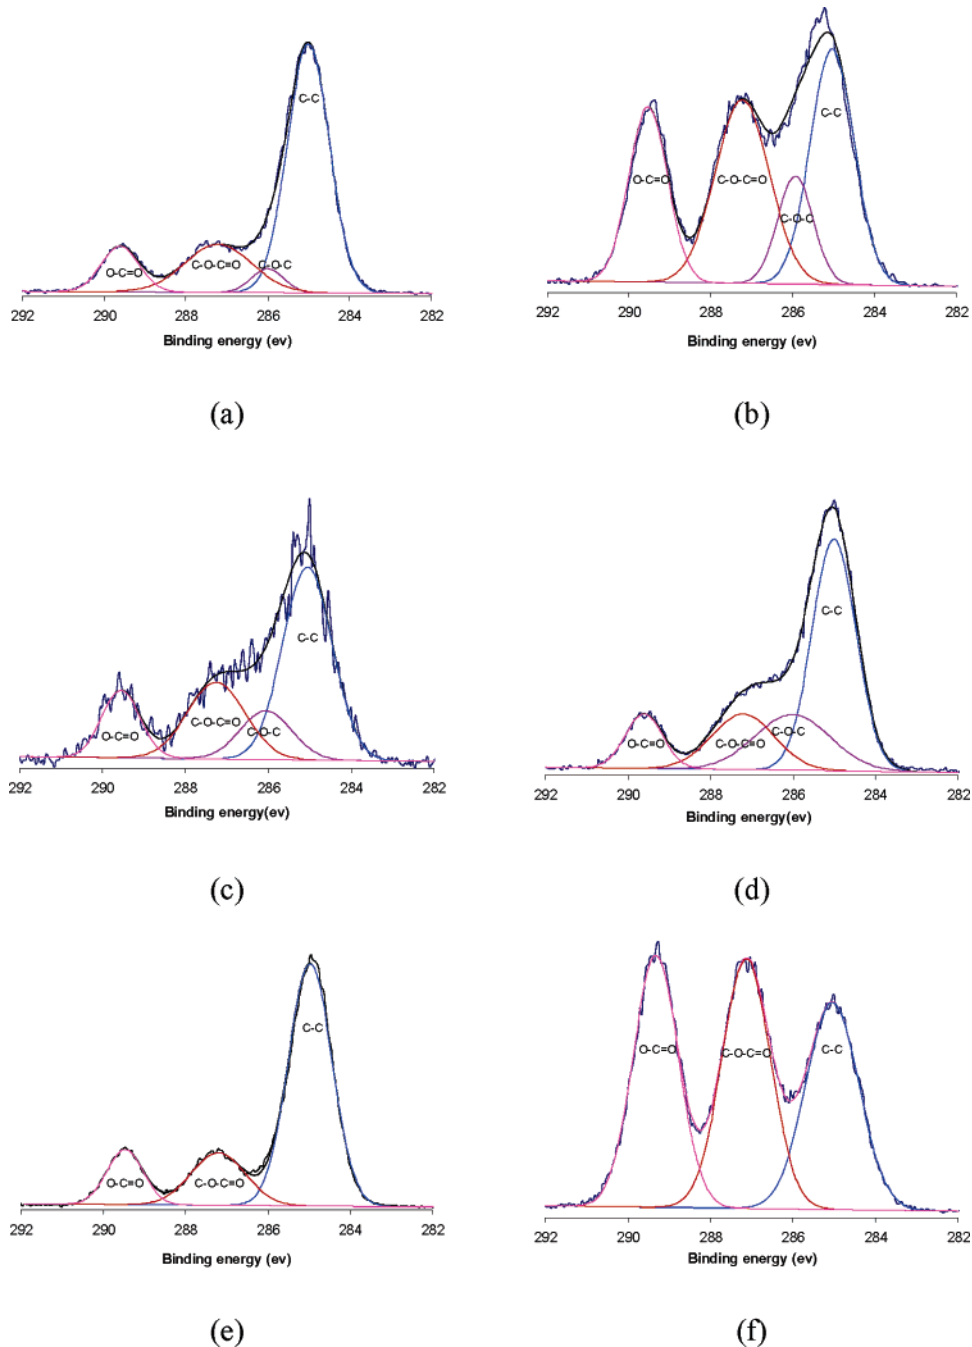 C-C
O-C=O
C-O-C=O
C-O-C
292 290 288 286 284 282
Binding energy (ev)
(a)
C-C
O-C=O
C-O-C=O
C-O-C
292 290 288 286 284 282
Binding energy (ev)
(b)
C-C
O-C=O
C-O-C=O
C-O-C
292 290 288 286 284 282
Binding energy(ev)
(c)
C-C
O-C=O
C-O-C=O
C-O-C
292 290 288 286 284 282
Binding energy(ev)
(d)
C-C
O-C=O
C-O-C=O
292 290 288 286 284 282
Binding energy (ev)
(e)
O-C=O
C-O-C=O
C-C
292 290 288 286 284 282
Binding energy (ev)
(f)